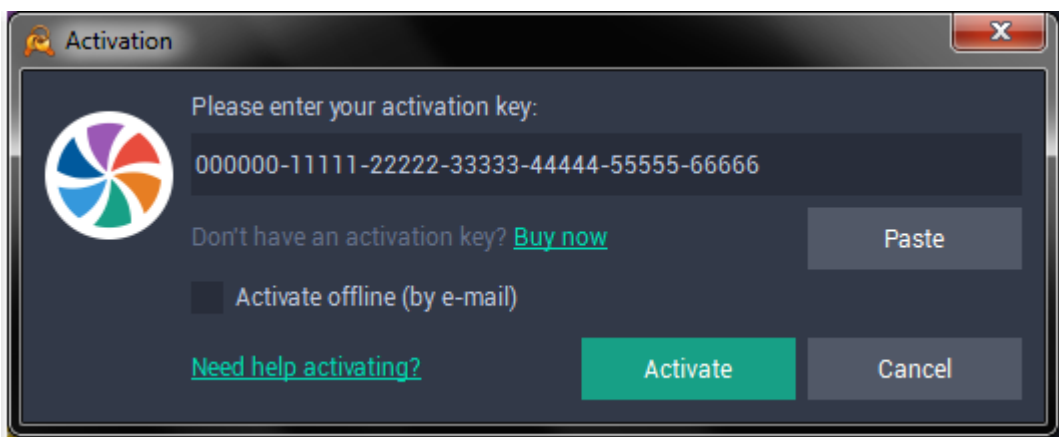 Activation
Please enter your activation key:
000000-11111-22222-33333-44444-55555-66666
Don't have an activation key? Buy now
Paste
Activate offline (by e-mail)
Need help activating?
Activate
Cancel